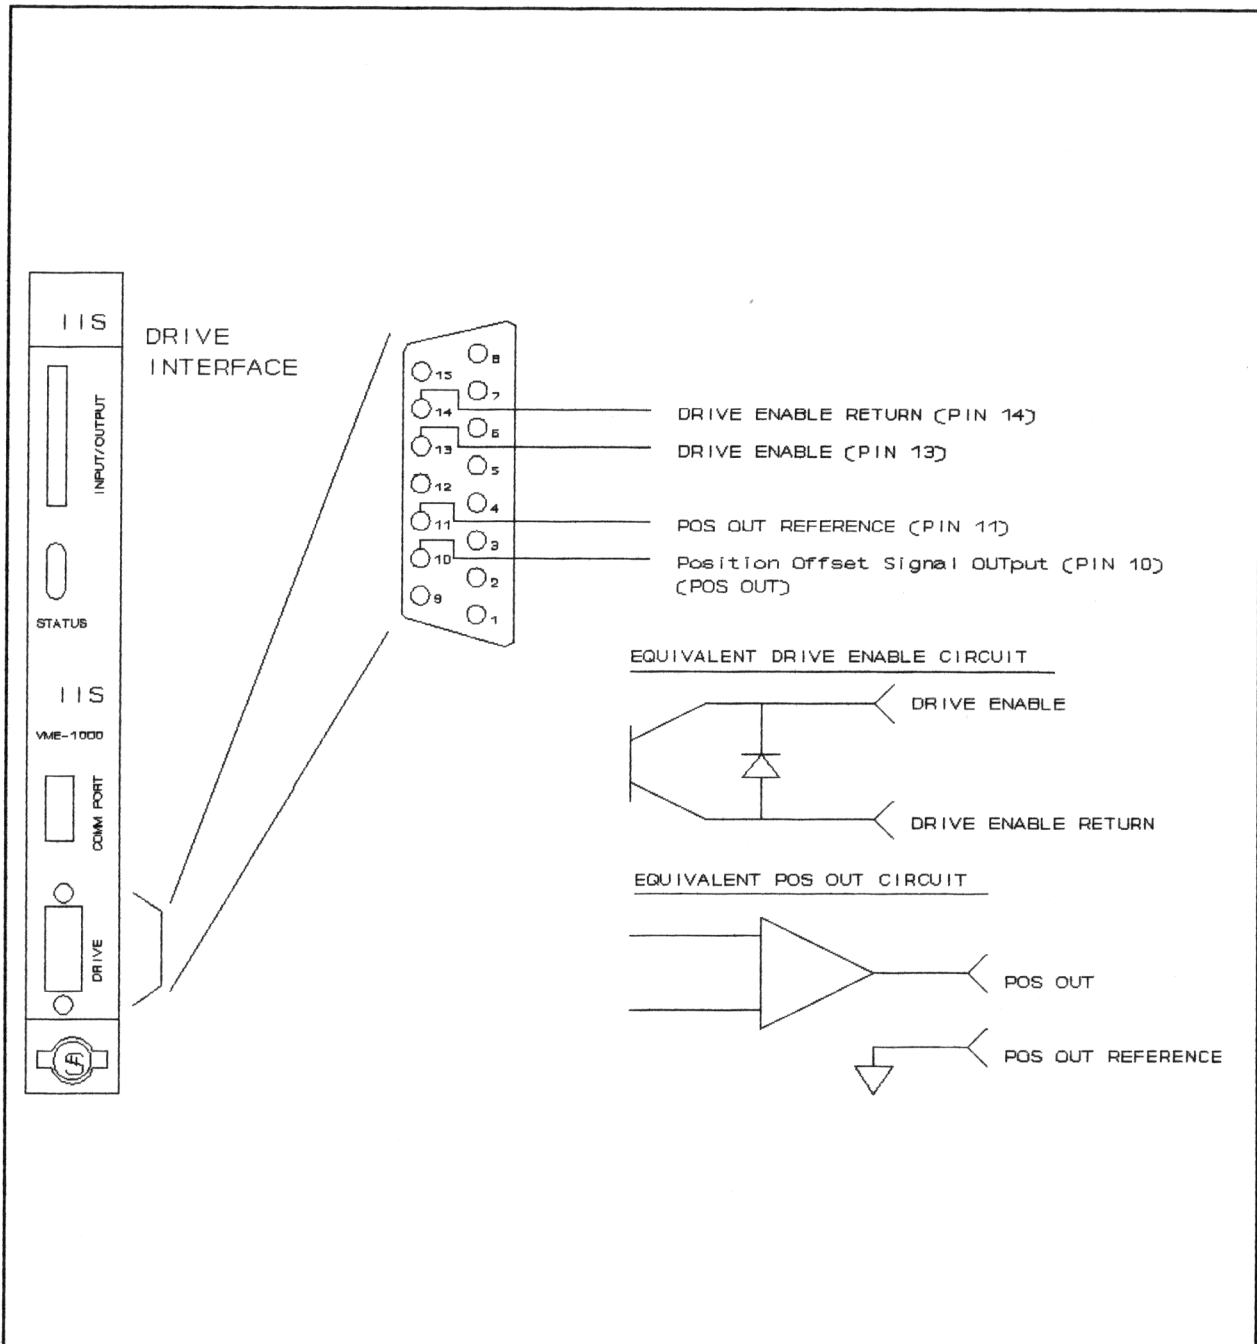 IIS
DRIVE
INTERFACE
INPUT/OUTPUT
STATUS
IIS
VME-1000
COMM PORT
DRIVE
8
15
7
14
6
13
5
12
4
11
3
10
2
9
1
DRIVE ENABLE RETURN (PIN 14)
DRIVE ENABLE (PIN 13)
POS OUT REFERENCE (PIN 11)
Position Offset Signal OUTput (PIN 10)
(POS OUT)
EQUIVALENT DRIVE ENABLE CIRCUIT
DRIVE ENABLE
DRIVE ENABLE RETURN
EQUIVALENT POS OUT CIRCUIT
POS OUT
POS OUT REFERENCE